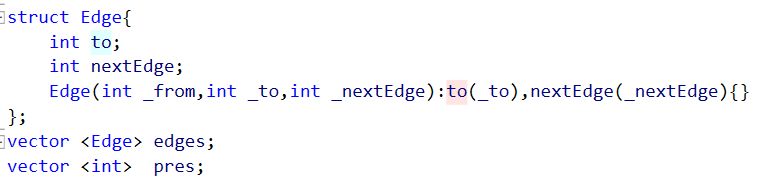 struct Edge{
    int to;
    int nextEdge;
    Edge(int _from,int _to,int _nextEdge):to(_to),nextEdge(_nextEdge){}
};
vector <Edge> edges;
vector <int>  pres;